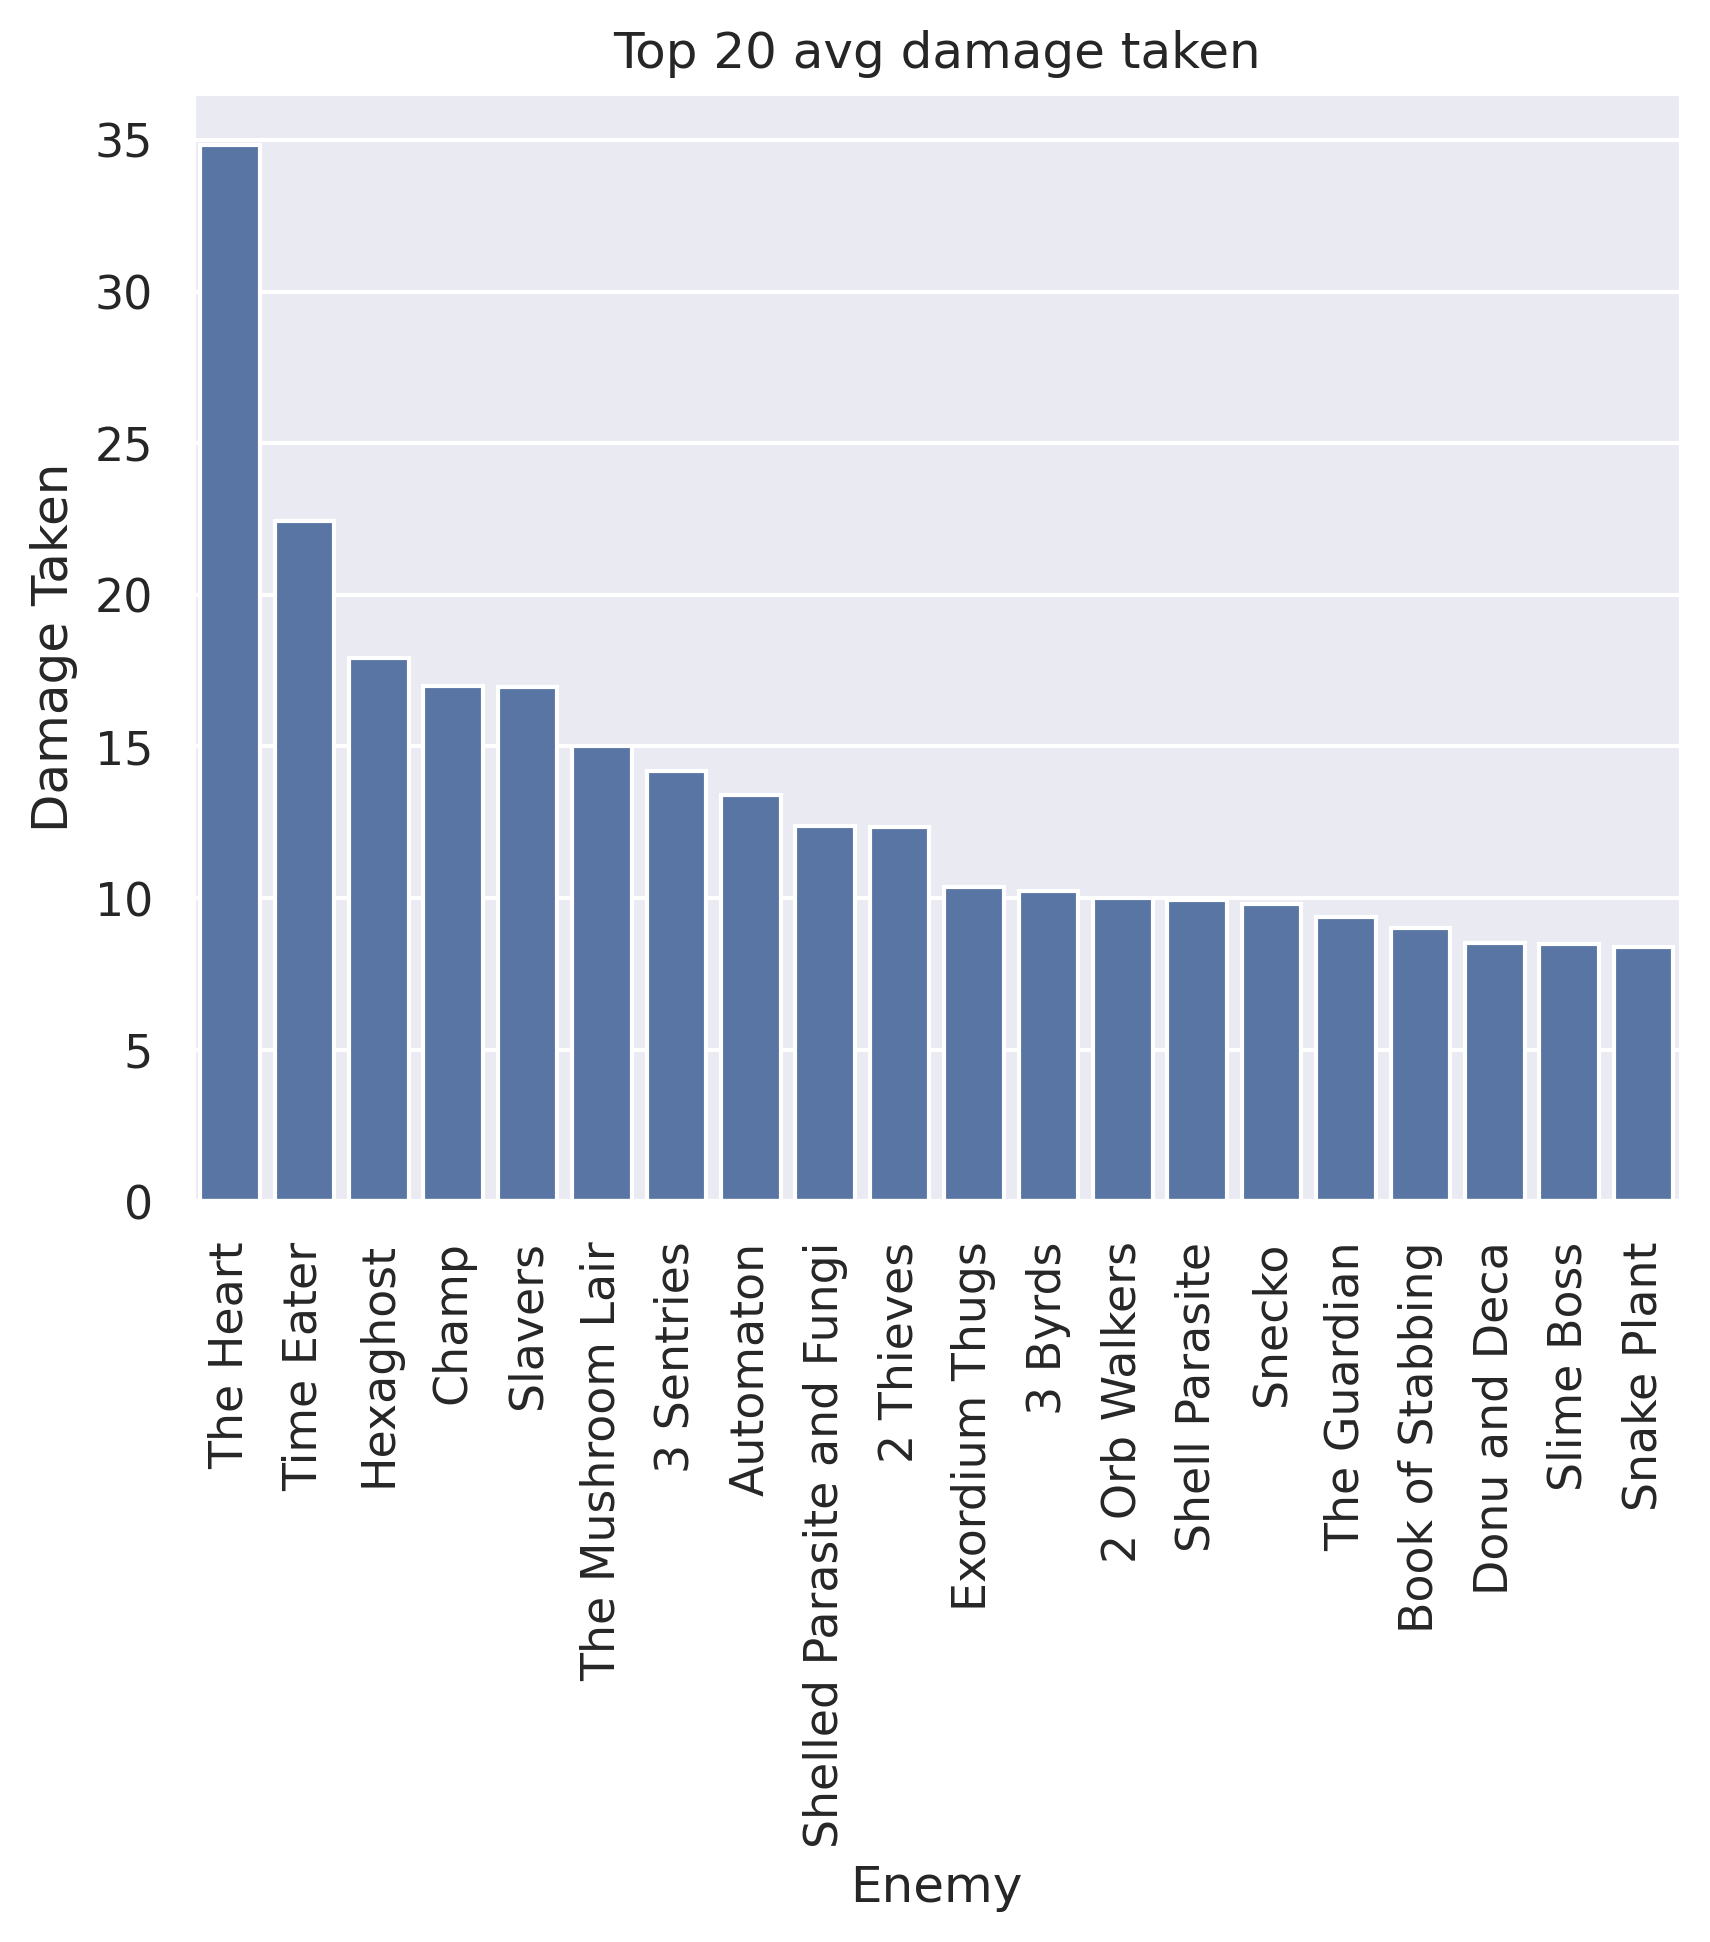 Top 20 avg damage taken
Damage Taken
35
30
25
20
15
10
5
0
The Heart
Time Eater
Hexaghost
Champ
Slavers
The Mushroom Lair
3 Sentries
Automaton
Shelled Parasite and Fungi
2 Thieves
Exordium Thugs
3 Byrds
2 Orb Walkers
Shell Parasite
Snecko
The Guardian
Book of Stabbing
Donu and Deca
Slime Boss
Snake Plant
Enemy